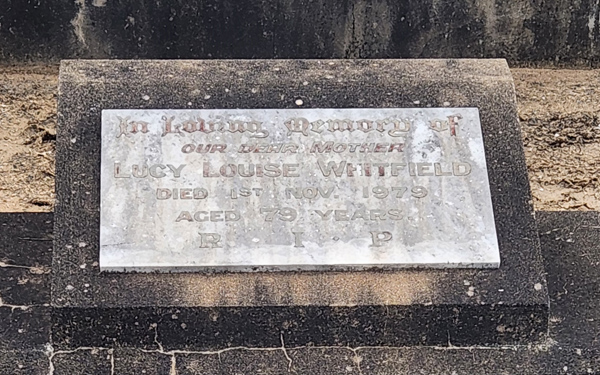 In Loving Memory of
OUR DEAR MOTHER
LUCY LOUISE WHITFIELD
DIED 1ST NOV. 1979
AGED 79 YEARS.
R . I . P